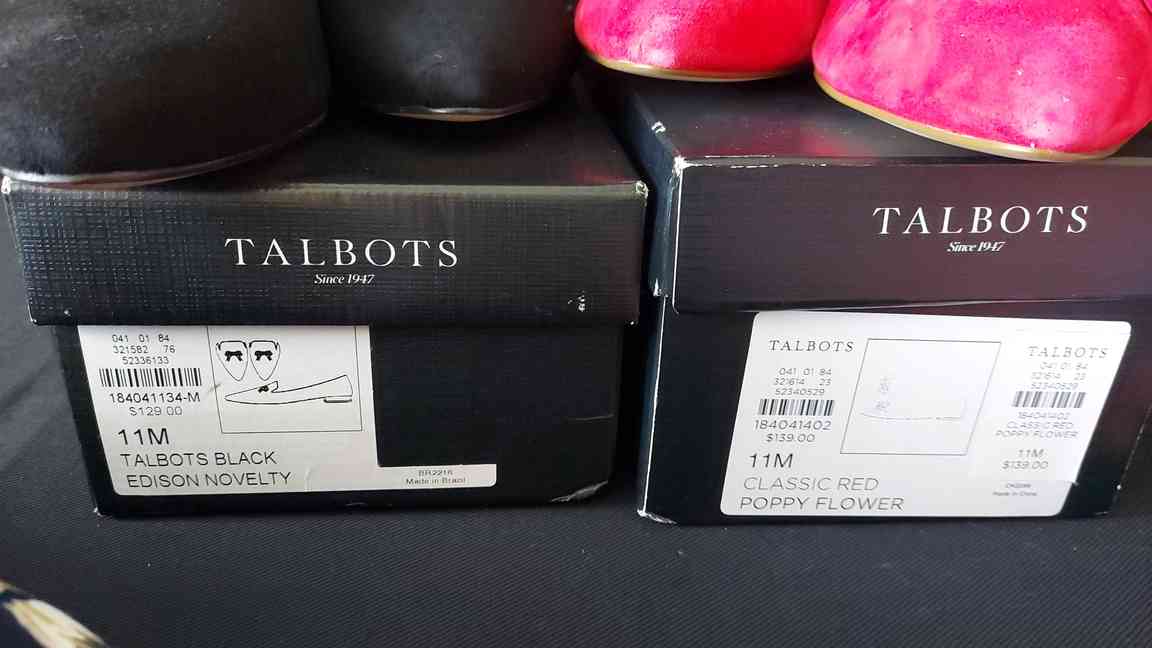 TALBOTS
Since 1947
041 01 84
321582 76
52336133
184041134-M
$129.00
11M
TALBOTS BLACK
EDISON NOVELTY
BR2216
Made in Brazil
TALBOTS
Since 1947
TALBOTS
041 01 84
321614 23
52340529
184041402
$139.00
11M
CLASSIC RED
POPPY FLOWER
TALBOTS
041 01 84
321614 23
52340529
184041402
CLASSIC RED
POPPY FLOWER
11M
$139.00
Made in China